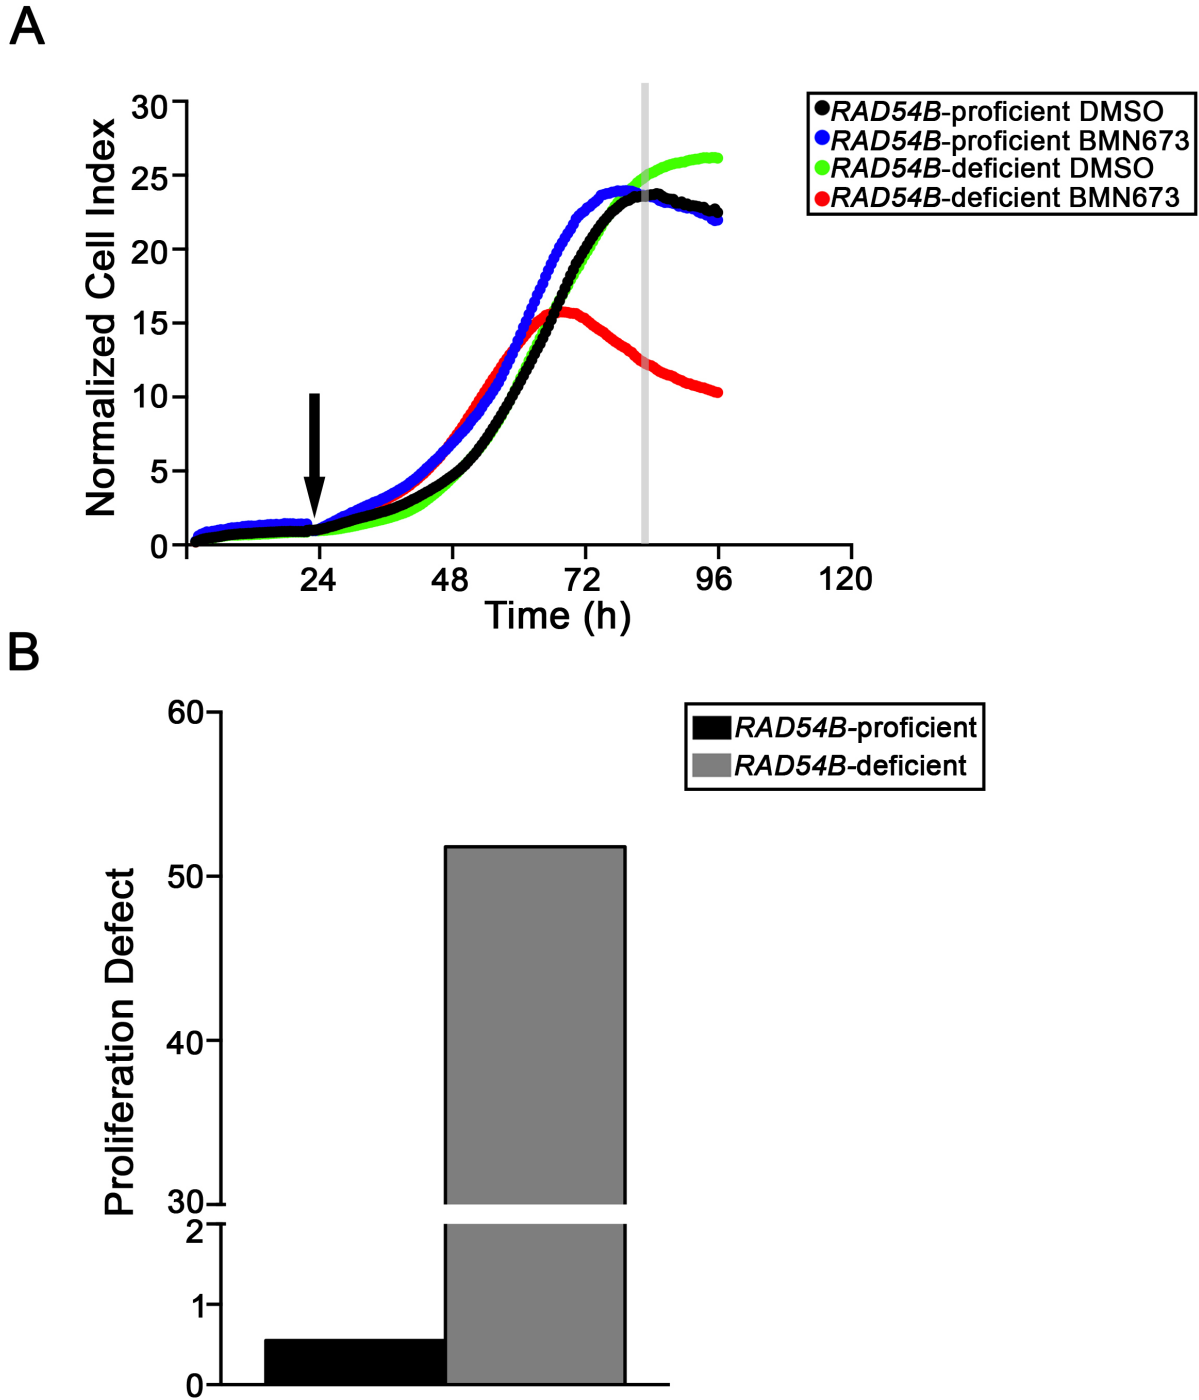 A
Normalized Cell Index
30
25
20
15
10
5
0
24 48 72 96 120
Time (h)
RAD54B-proficient DMSO
RAD54B-proficient BMN673
RAD54B-deficient DMSO
RAD54B-deficient BMN673
B
Proliferation Defect
60
50
40
30
2
1
0
RAD54B-proficient
RAD54B-deficient